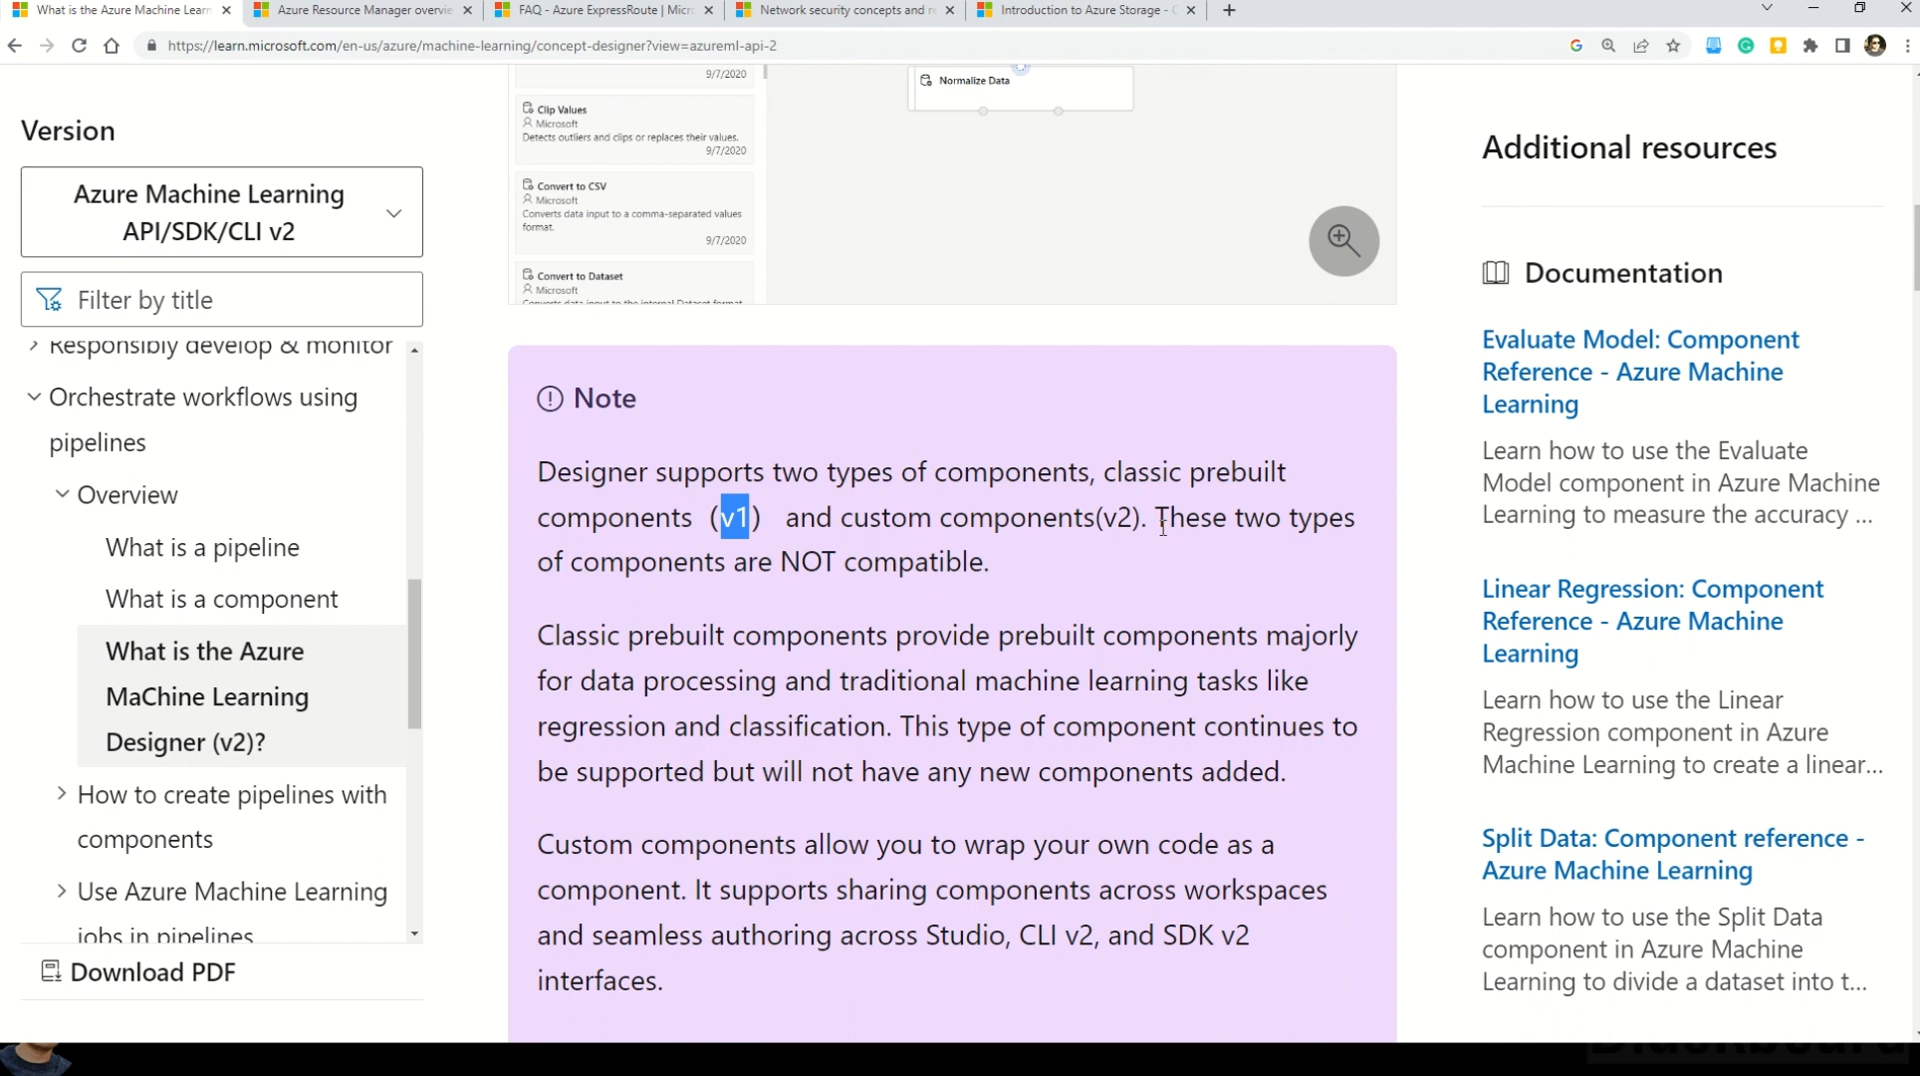 What is the Azure Machine Learn
Azure Resource Manager overvie
FAQ - Azure ExpressRoute | Micr
Network security concepts and re
Introduction to Azure Storage - C
https://learn.microsoft.com/en-us/azure/machine-learning/concept-designer?view=azureml-api-2
Version
Azure Machine Learning
API/SDK/CLI v2
Filter by title
Responsibly develop & monitor
Orchestrate workflows using
pipelines
Overview
What is a pipeline
What is a component
What is the Azure
MaChine Learning
Designer (v2)?
How to create pipelines with
components
Use Azure Machine Learning
jobs in pipelines
Download PDF
9/7/2020
Clip Values
Microsoft
Detects outliers and clips or replaces their values.
9/7/2020
Convert to CSV
Microsoft
Converts data input to a comma-separated values
format.
9/7/2020
Convert to Dataset
Microsoft
Converts data input to the internal Dataset format
Normalize Data
Note
Designer supports two types of components, classic prebuilt
components (v1) and custom components(v2). These two types
of components are NOT compatible.
Classic prebuilt components provide prebuilt components majorly
for data processing and traditional machine learning tasks like
regression and classification. This type of component continues to
be supported but will not have any new components added.
Custom components allow you to wrap your own code as a
component. It supports sharing components across workspaces
and seamless authoring across Studio, CLI v2, and SDK v2
interfaces.
Additional resources
Documentation
Evaluate Model: Component
Reference - Azure Machine
Learning
Learn how to use the Evaluate
Model component in Azure Machine
Learning to measure the accuracy ...
Linear Regression: Component
Reference - Azure Machine
Learning
Learn how to use the Linear
Regression component in Azure
Machine Learning to create a linear...
Split Data: Component reference -
Azure Machine Learning
Learn how to use the Split Data
component in Azure Machine
Learning to divide a dataset into t...